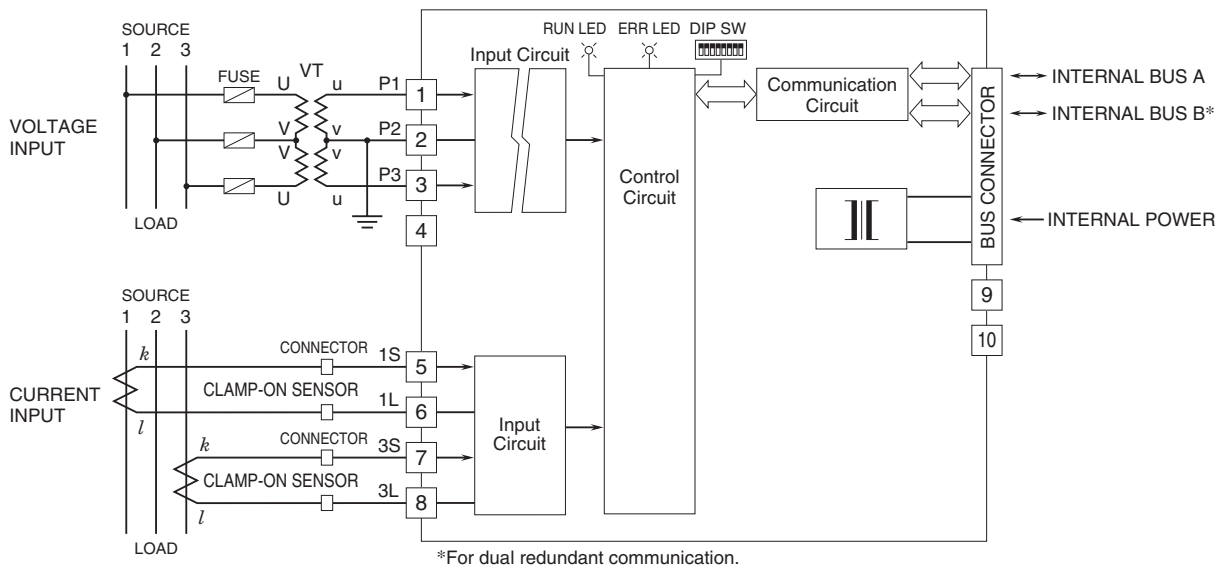 SOURCE
1 2 3
FUSE
U
VT
u
P1
1
V
v
P2
2
V
v
U
u
P3
3
4
VOLTAGE
INPUT
LOAD
RUN LED
ERR LED
DIP SW
Input Circuit
Control
Circuit
Communication
Circuit
BUS CONNECTOR
INTERNAL BUS A
INTERNAL BUS B*
INTERNAL POWER
9
10
SOURCE
1 2 3
CURRENT
INPUT
k
CONNECTOR
1S
5
CLAMP-ON SENSOR
l
1L
6
k
CONNECTOR
3S
7
CLAMP-ON SENSOR
l
3L
8
Input
Circuit
LOAD
*For dual redundant communication.